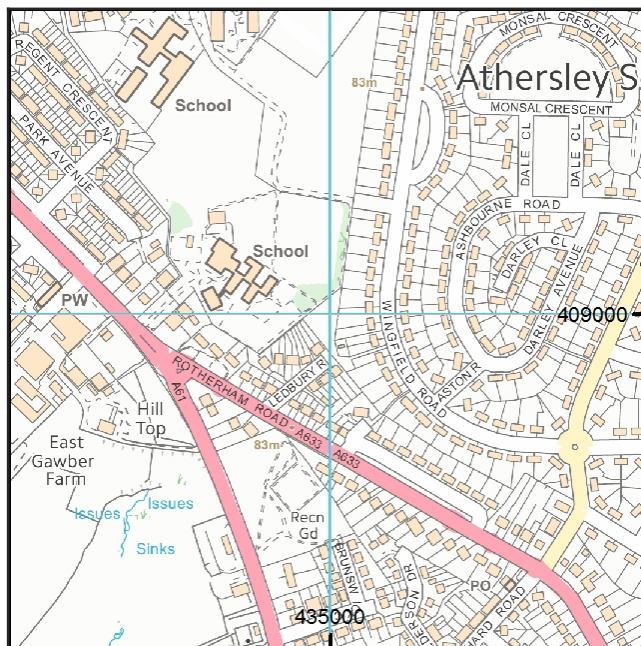 MONSAL CRESCENT
REGENT CRESCENT
School
83m
Athersley S
MONSAL CRESCENT
PARK AVENUE
DALE CL
DALE CL
ASHBOURNE ROAD
School
DARLEY CL
DARLEY AVENUE
PW
WINGFIELD ROAD
409000
ROTHERHAM ROAD - A633
A633
LEDBURY R
ASTON R
A61
Hill
Top
83m
East
Gawber
Farm
Issues
Issues
Sinks
Recn
Gd
BRUNSW
DERSON DR
PO
HARD ROAD
435000